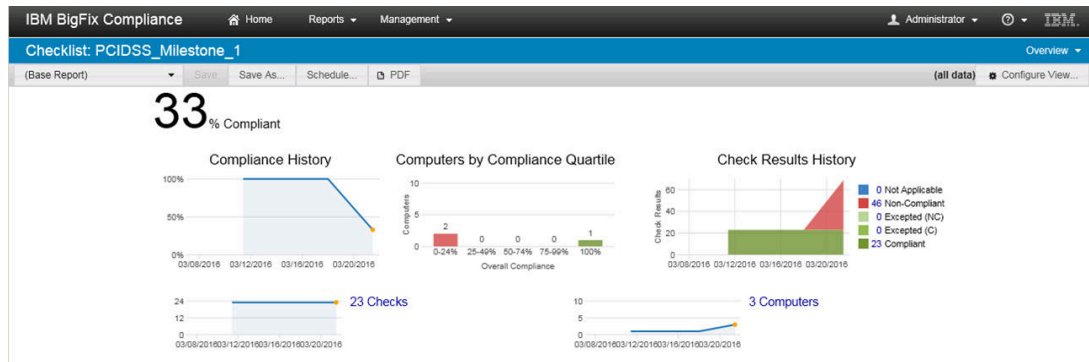 IBM BigFix Compliance Home Reports Management Administrator IBM.
Checklist: PCIDSS_Milestone_1 Overview
(Base Report) Save Save As... Schedule... PDF (all data) Configure View...
33 % Compliant
Compliance History
100%
50%
0%
03/08/2016 03/12/2016 03/16/2016 03/20/2016
Computers by Compliance Quartile
Computers
10
5
0
2 0 0 0 1
0-24% 25-49% 50-74% 75-99% 100%
Overall Compliance
Check Results History
Check Results
60
40
20
0
03/08/2016 03/12/2016 03/16/2016 03/20/2016
0 Not Applicable
46 Non-Compliant
0 Excepted (NC)
0 Excepted (C)
23 Compliant
24
12
0
03/08/2016 03/12/2016 03/16/2016 03/20/2016
23 Checks
10
5
0
03/08/2016 03/12/2016 03/16/2016 03/20/2016
3 Computers